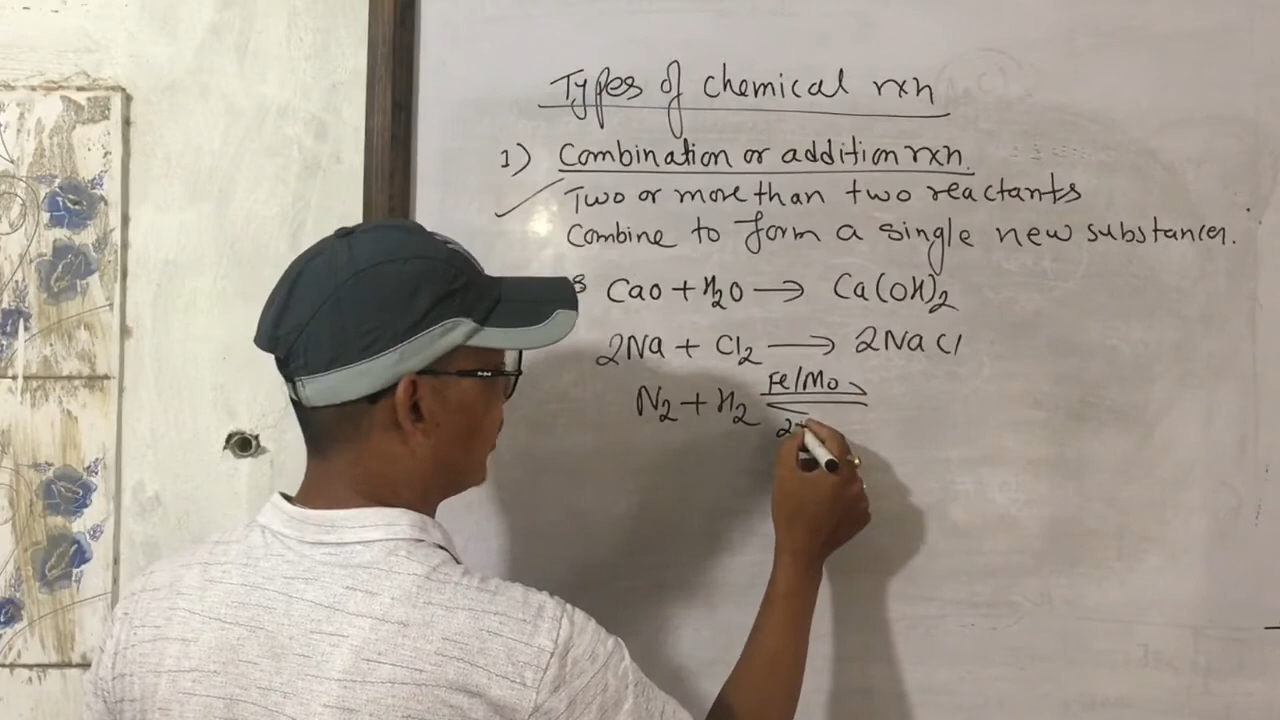 Types of chemical rxn
1) Combination or addition rxn.
Two or more than two reactants
Combine to form a single new substances.
CaO + H2O → Ca(OH)2
2Na + Cl2 → 2NaCl
N2 + H2 Fe/Mo ⇌
2